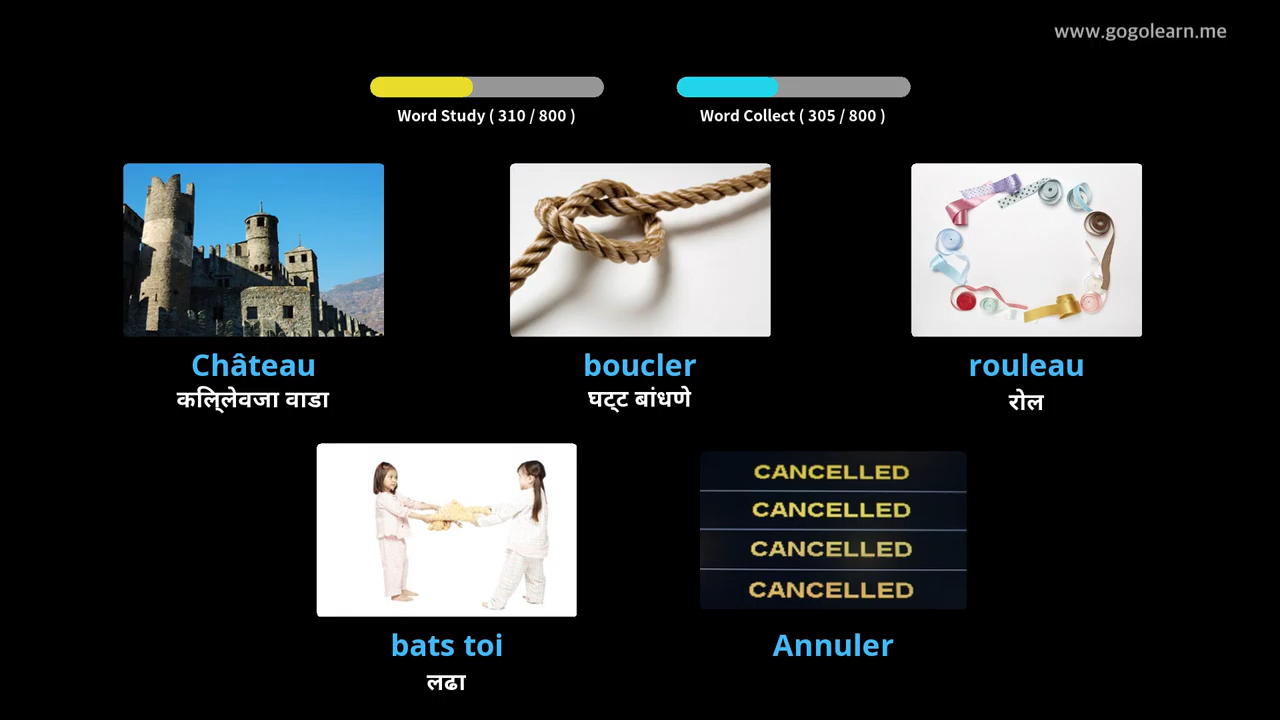 www.gogolearn.me
Word Study ( 310 / 800 )
Word Collect ( 305 / 800 )
Château
boucler
rouleau
कलि्लेवजा वाडा
घट्ट बांधणे
रोल
CANCELLED
CANCELLED
CANCELLED
CANCELLED
bats toi
Annuler
लढा